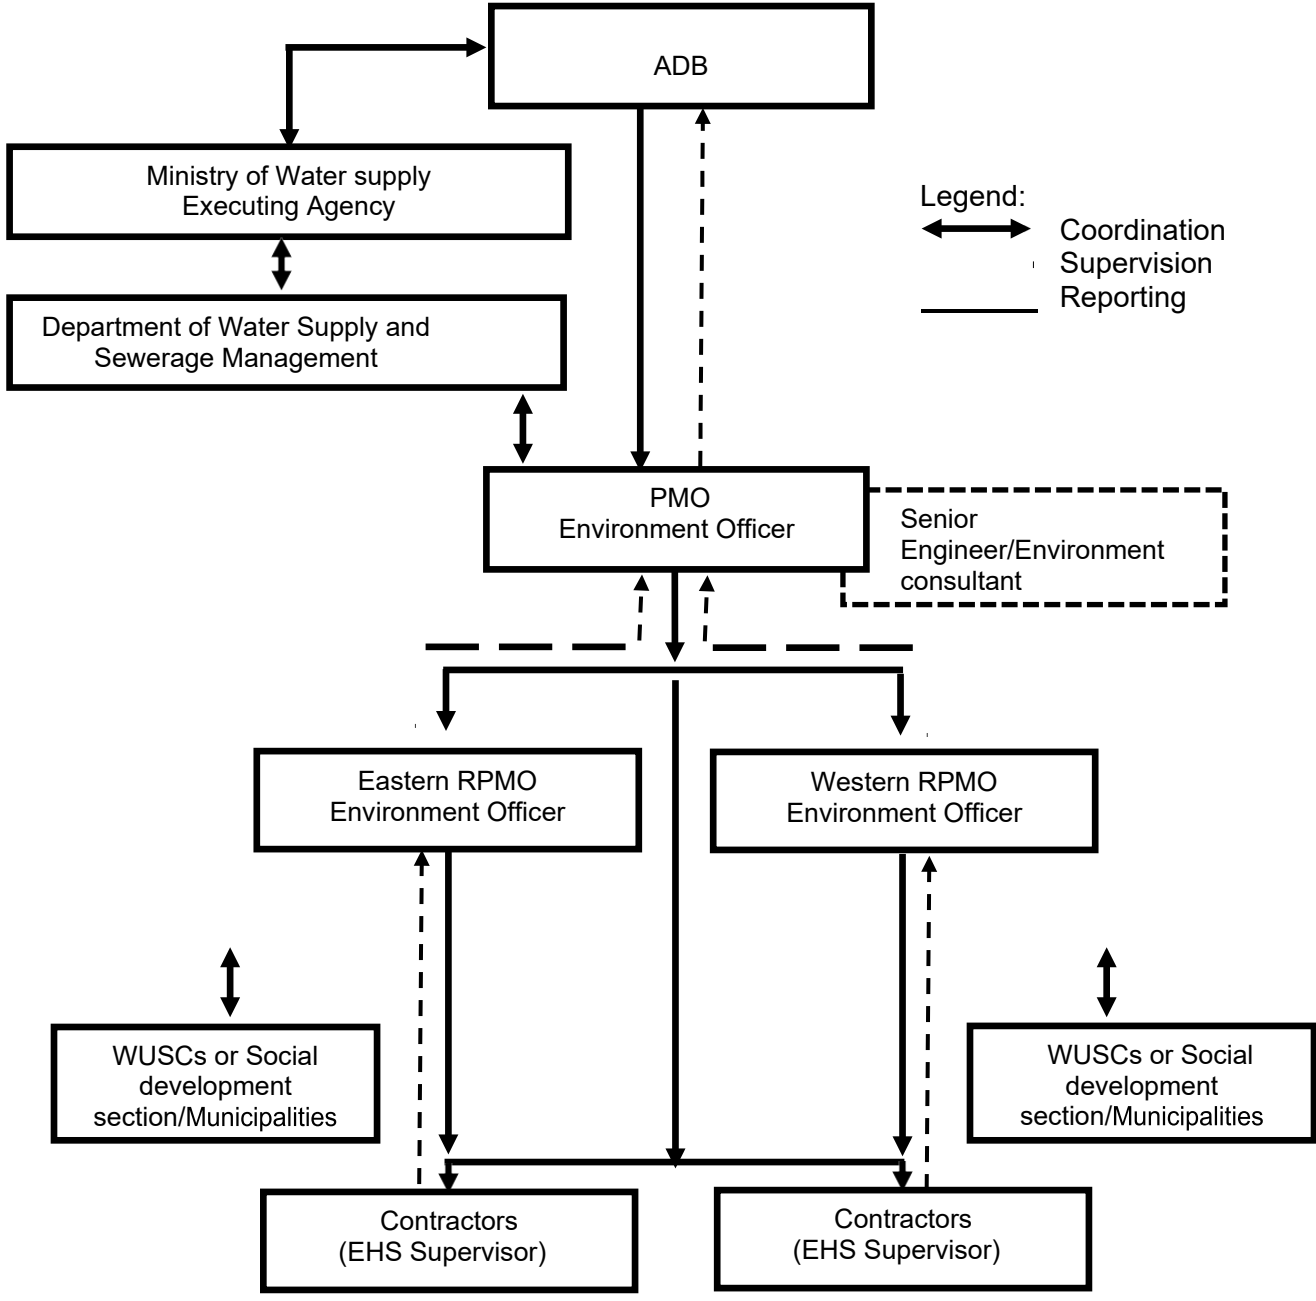 ADB
Ministry of Water supply
Executing Agency
Legend:
Coordination
Supervision
Reporting
Department of Water Supply and
Sewerage Management
PMO
Environment Officer
Senior
Engineer/Environment
consultant
Eastern RPMO
Environment Officer
Western RPMO
Environment Officer
WUSCs or Social
development
section/Municipalities
WUSCs or Social
development
section/Municipalities
Contractors
(EHS Supervisor)
Contractors
(EHS Supervisor)